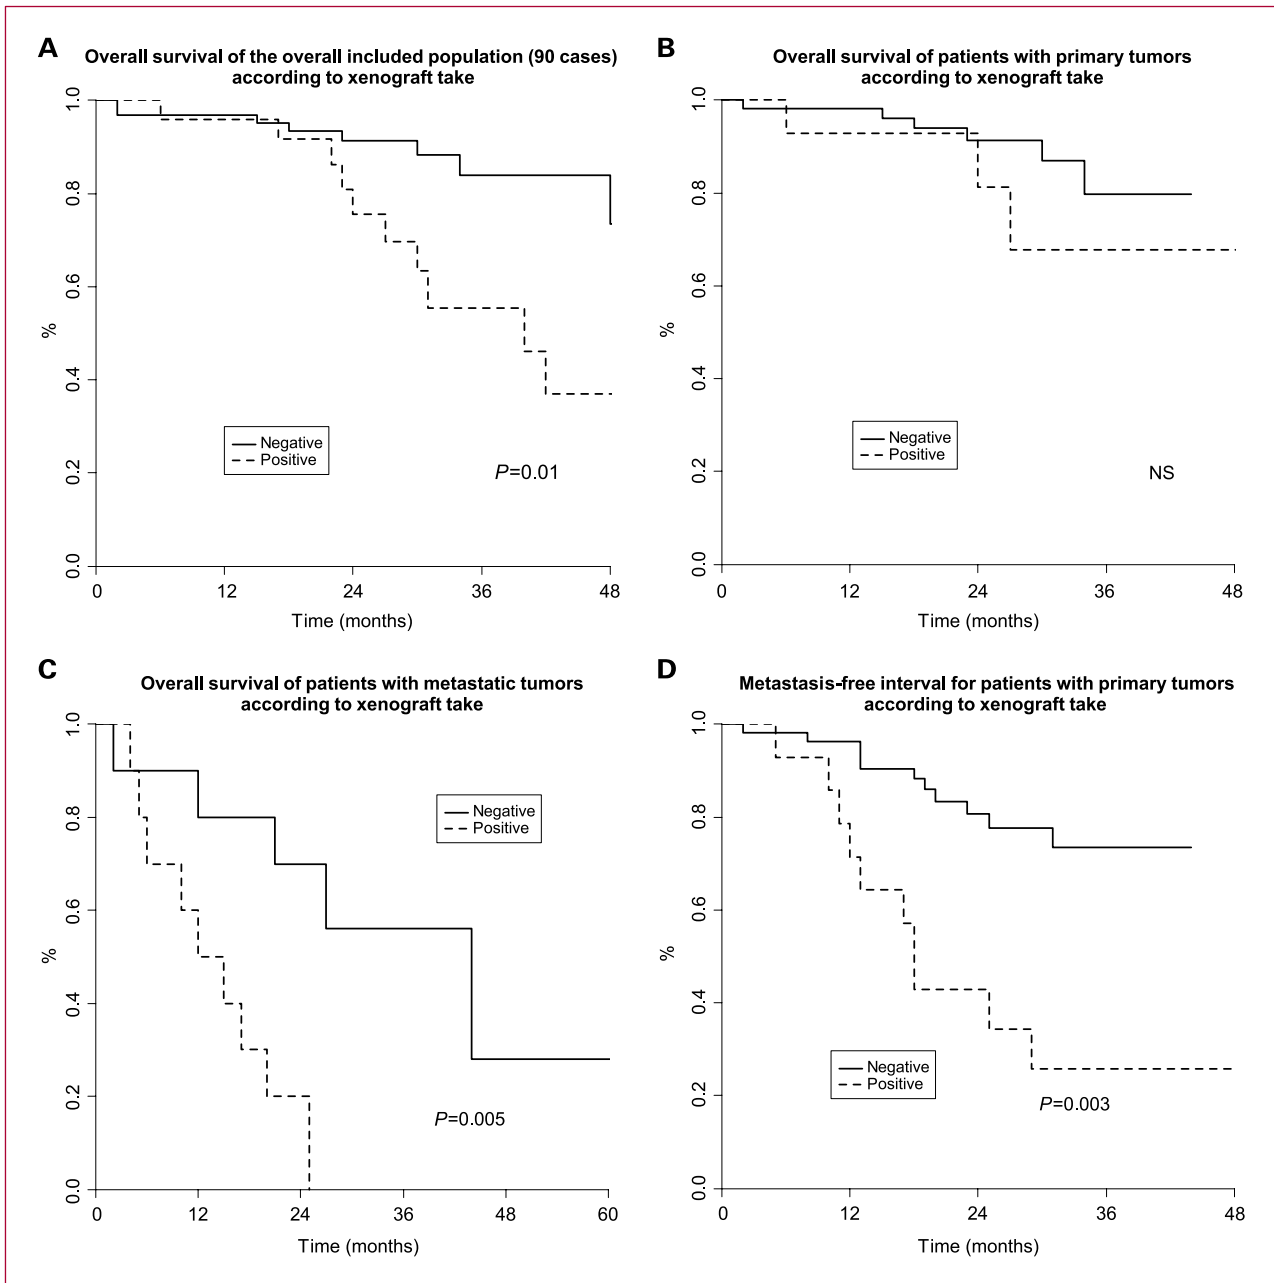 A
Overall survival of the overall included population (90 cases)
according to xenograft take
1.0
0.8
0.6
0.4
0.2
0.0
%
Negative
Positive
P=0.01
0 12 24 36 48
Time (months)
B
Overall survival of patients with primary tumors
according to xenograft take
1.0
0.8
0.6
0.4
0.2
0.0
%
Negative
Positive
NS
0 12 24 36 48
Time (months)
C
Overall survival of patients with metastatic tumors
according to xenograft take
1.0
0.8
0.6
0.4
0.2
0.0
%
Negative
Positive
P=0.005
0 12 24 36 48 60
Time (months)
D
Metastasis-free interval for patients with primary tumors
according to xenograft take
1.0
0.8
0.6
0.4
0.2
0.0
%
Negative
Positive
P=0.003
0 12 24 36 48
Time (months)